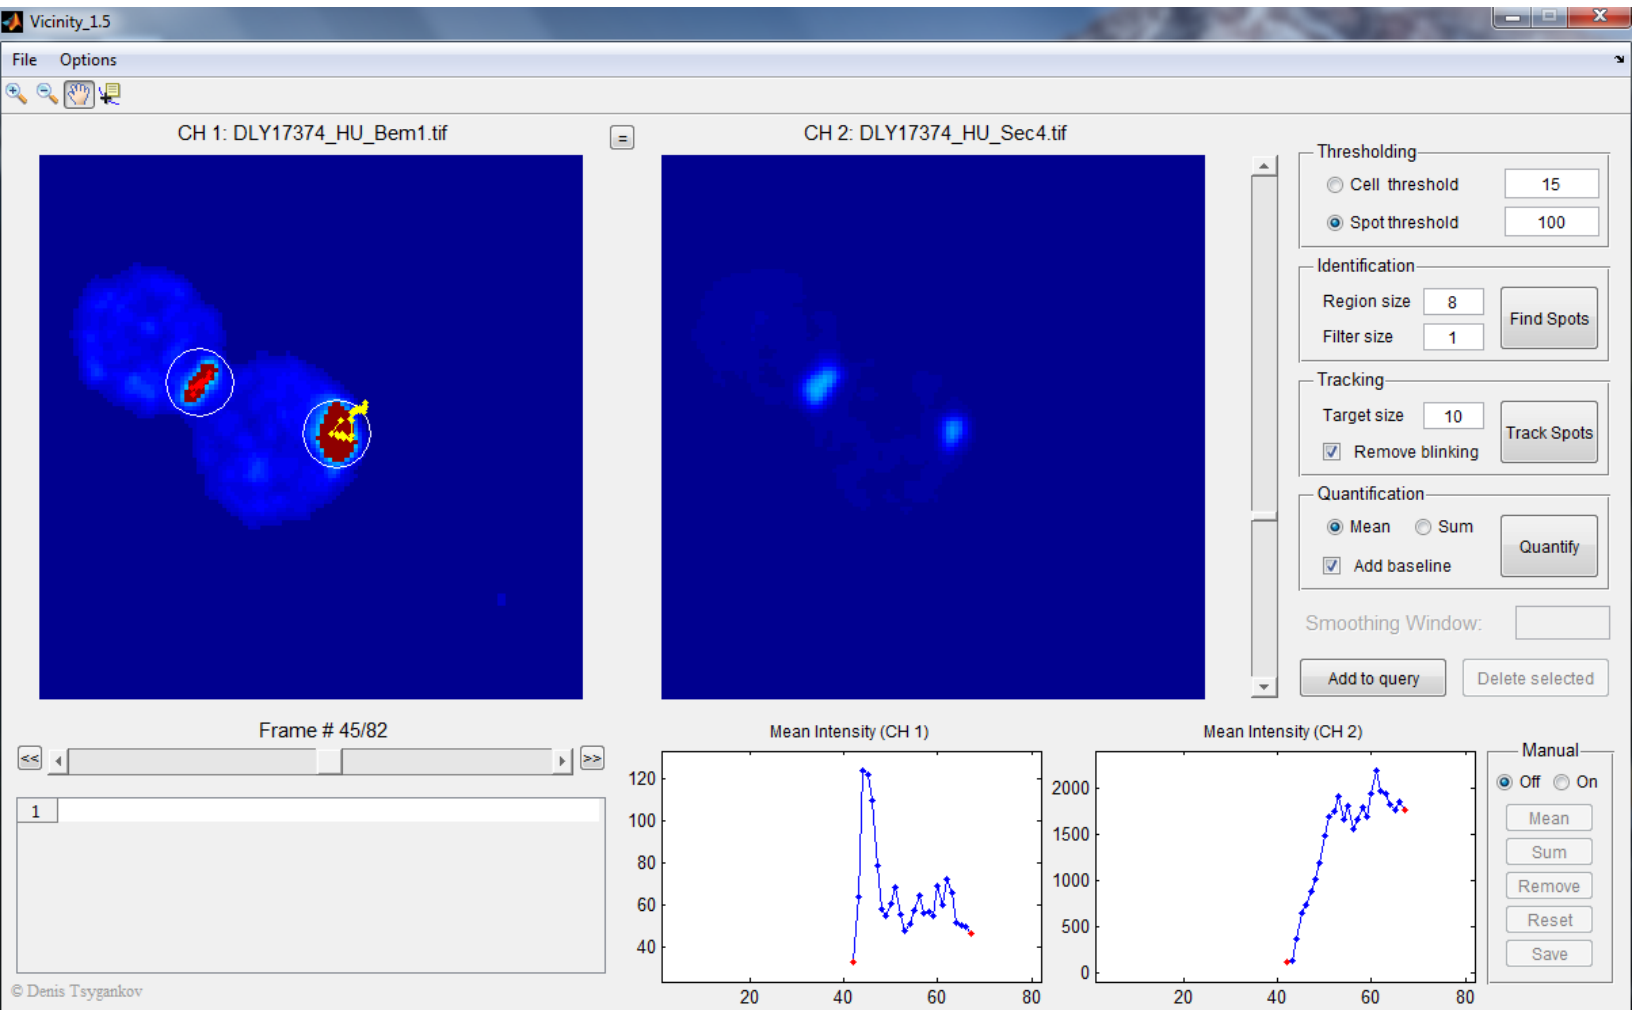 Vicinity_1.5
File Options
CH 1: DLY17374_HU_Bem1.tif
=
CH 2: DLY17374_HU_Sec4.tif
Thresholding
Cell threshold 15
Spot threshold 100
Identification
Region size 8
Filter size 1
Find Spots
Tracking
Target size 10
Remove blinking
Track Spots
Quantification
Mean Sum
Add baseline
Quantify
Smoothing Window:
Add to query Delete selected
Frame # 45/82
<< >>
1
© Denis Tsygankov
Mean Intensity (CH 1)
120
100
80
60
40
20 40 60 80
Mean Intensity (CH 2)
2000
1500
1000
500
0
20 40 60 80
Manual
Off On
Mean
Sum
Remove
Reset
Save